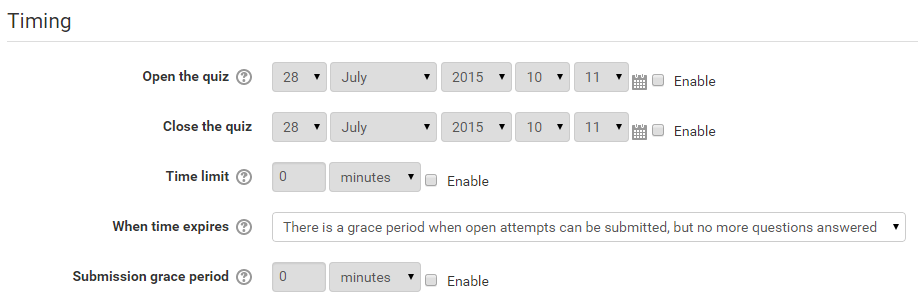 Timing
Open the quiz ? 28 July 2015 10 11 Enable
Close the quiz 28 July 2015 10 11 Enable
Time limit ? 0 minutes Enable
When time expires ? There is a grace period when open attempts can be submitted, but no more questions answered
Submission grace period ? 0 minutes Enable